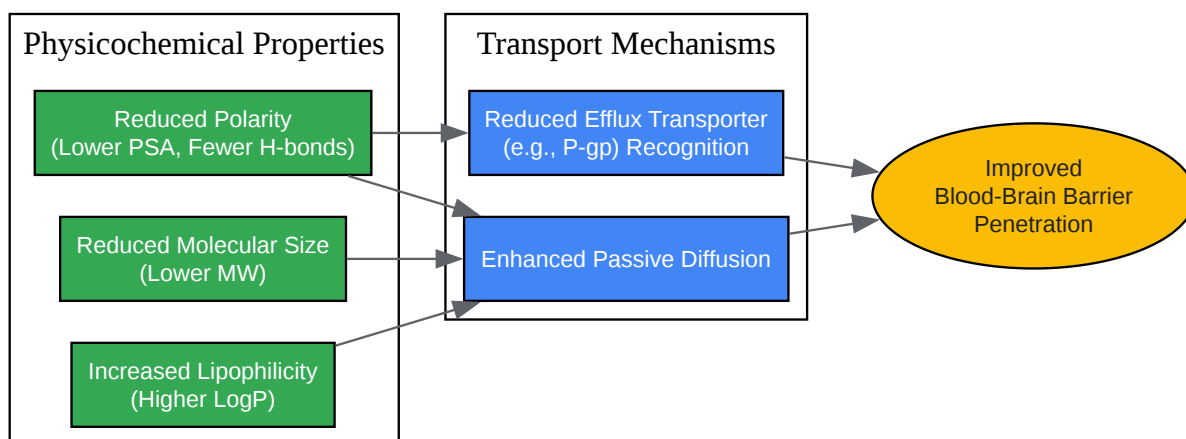 Physicochemical Properties
Reduced Polarity
(Lower PSA, Fewer H-bonds)
Reduced Molecular Size
(Lower MW)
Increased Lipophilicity
(Higher LogP)
Transport Mechanisms
Reduced Efflux Transporter
(e.g., P-gp) Recognition
Enhanced Passive Diffusion
Improved
Blood-Brain Barrier
Penetration